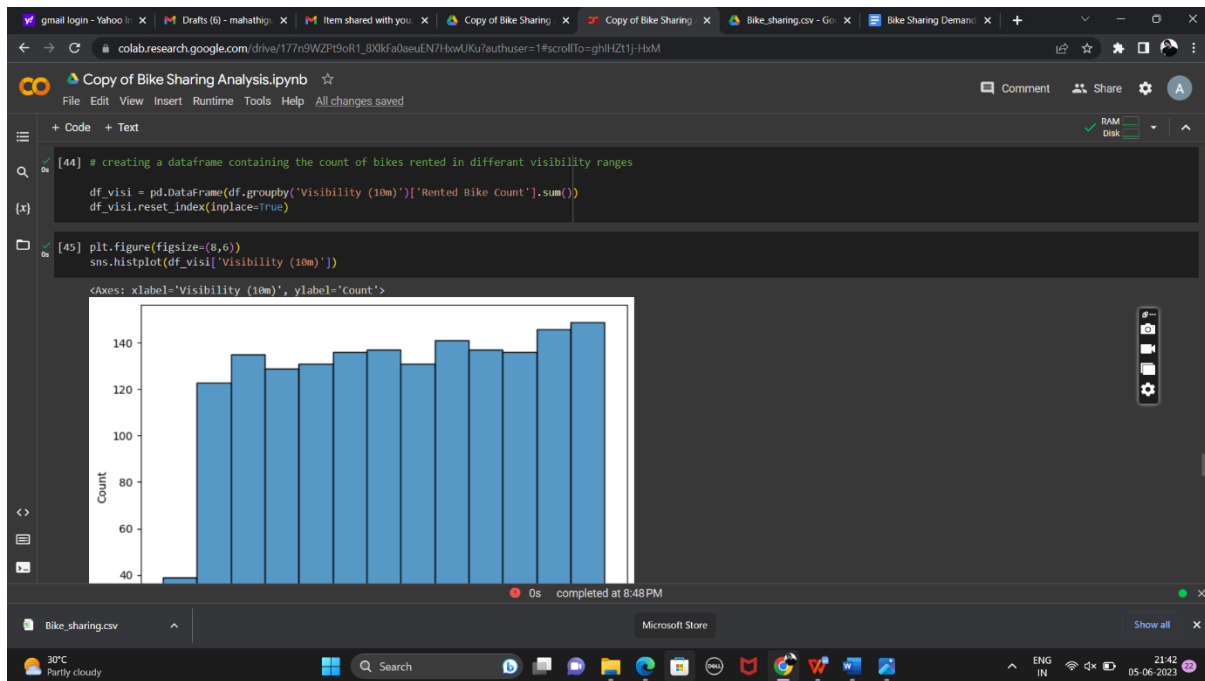 gmail login - Yahoo In
Drafts (6) - mahathigu
Item shared with you:
Copy of Bike Sharing
Copy of Bike Sharing
Bike_sharing.csv - Goo
Bike Sharing Demand
colab.research.google.com/drive/177n9WZPt9oR1_8XlkFa0aeuEN7HxwUKu?authuser=1#scrollTo=ghlHZt1j-HxM
CO
Copy of Bike Sharing Analysis.ipynb
File Edit View Insert Runtime Tools Help All changes saved
Comment
Share
A
+ Code + Text
RAM
Disk
{x}
0s
[44] # creating a dataframe containing the count of bikes rented in differant visibility ranges
df_visi = pd.DataFrame(df.groupby('Visibility (10m)')['Rented Bike Count'].sum())
df_visi.reset_index(inplace=True)
0s
[45] plt.figure(figsize=(8,6))
sns.histplot(df_visi['Visibility (10m)'])
<Axes: xlabel='Visibility (10m)', ylabel='Count'>
140
120
100
80
60
40
Count
0s completed at 8:48 PM
Bike_sharing.csv
Microsoft Store
Show all
30°C
Partly cloudy
Search
DELL
ENG
IN
21:42
05-06-2023
22